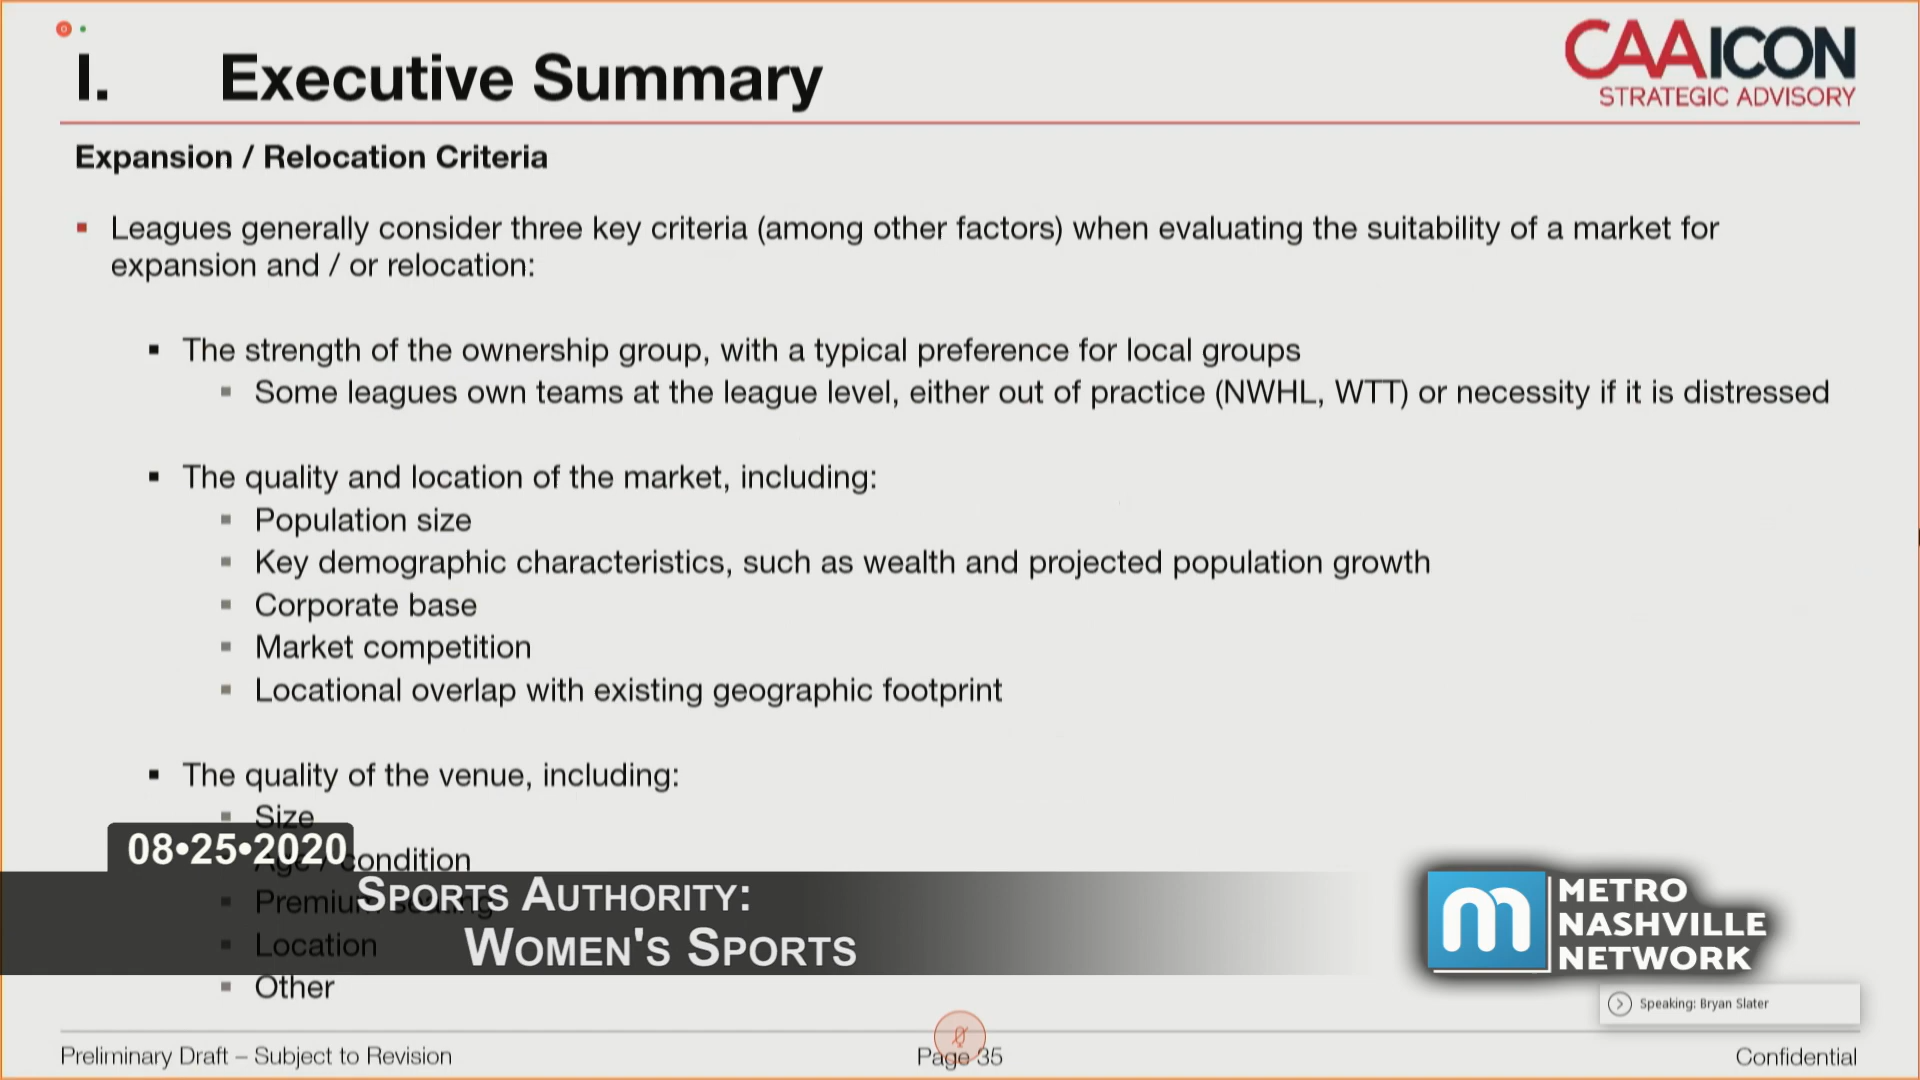 I. Executive Summary
CAAICON
STRATEGIC ADVISORY
Expansion / Relocation Criteria
Leagues generally consider three key criteria (among other factors) when evaluating the suitability of a market for
expansion and / or relocation:
The strength of the ownership group, with a typical preference for local groups
Some leagues own teams at the league level, either out of practice (NWHL, WTT) or necessity if it is distressed
The quality and location of the market, including:
Population size
Key demographic characteristics, such as wealth and projected population growth
Corporate base
Market competition
Locational overlap with existing geographic footprint
The quality of the venue, including:
Size
Age / condition
Premium seating
Location
Other
08•25•2020
Sports Authority:
Women's Sports
METRO
NASHVILLE
NETWORK
Speaking: Bryan Slater
Preliminary Draft – Subject to Revision
Page 35
Confidential